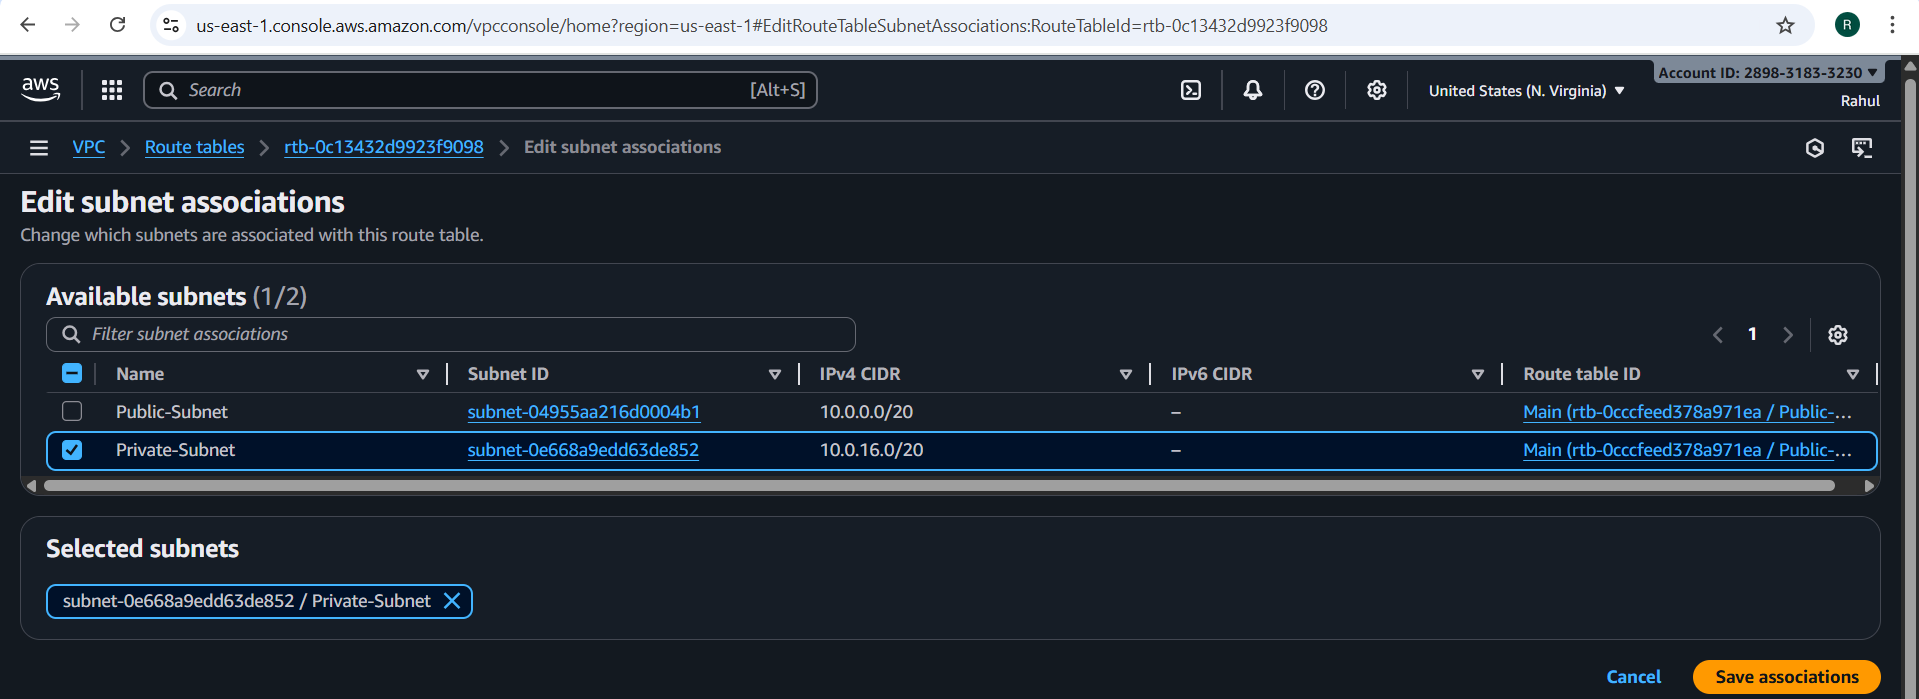 us-east-1.console.aws.amazon.com/vpcconsole/home?region=us-east-1#EditRouteTableSubnetAssociations:RouteTableId=rtb-0c13432d9923f9098
R
aws
Search [Alt+S]
United States (N. Virginia)
Account ID: 2898-3183-3230
Rahul
VPC > Route tables > rtb-0c13432d9923f9098 > Edit subnet associations
Edit subnet associations
Change which subnets are associated with this route table.
Available subnets (1/2)
Filter subnet associations
1
Name Subnet ID IPv4 CIDR IPv6 CIDR Route table ID
Public-Subnet subnet-04955aa216d0004b1 10.0.0.0/20 – Main (rtb-0cccfeed378a971ea / Public-...
Private-Subnet subnet-0e668a9edd63de852 10.0.16.0/20 – Main (rtb-0cccfeed378a971ea / Public-...
Selected subnets
subnet-0e668a9edd63de852 / Private-Subnet
Cancel Save associations